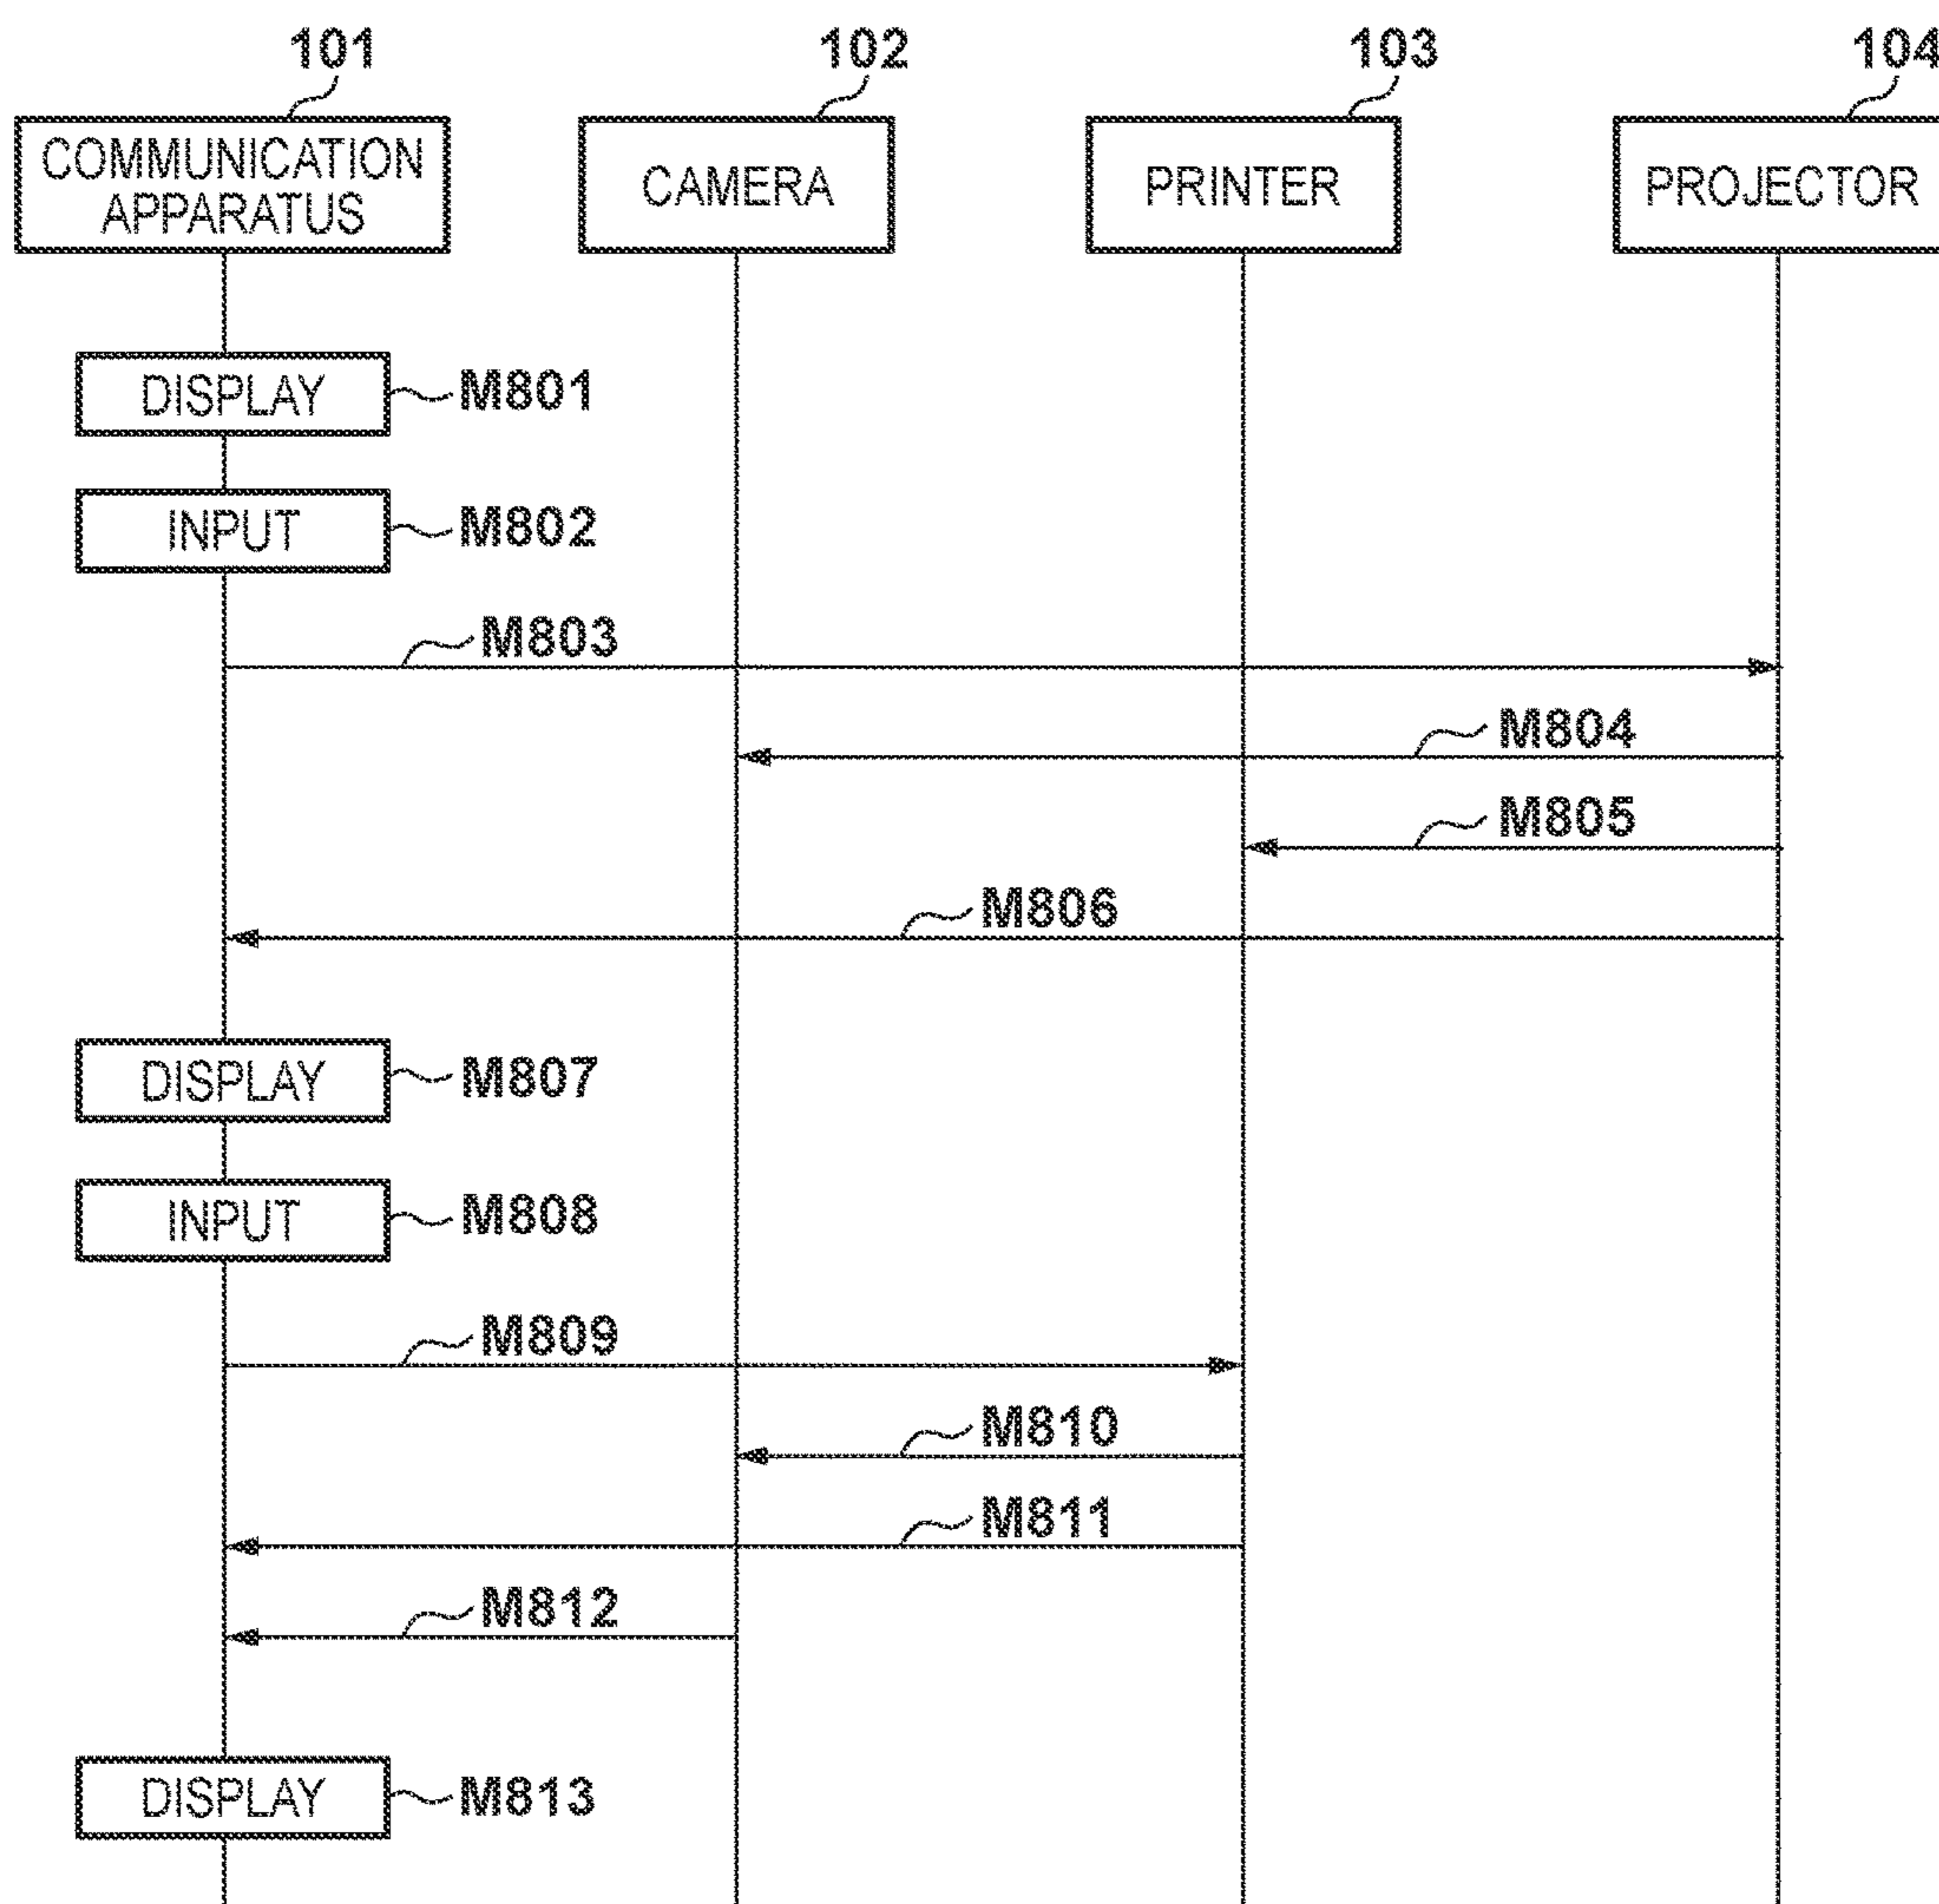 101
102
103
104
COMMUNICATION
APPARATUS
CAMERA
PRINTER
PROJECTOR
DISPLAY
M801
INPUT
M802
M803
M804
M805
M806
DISPLAY
M807
INPUT
M808
M809
M810
M811
M812
DISPLAY
M813